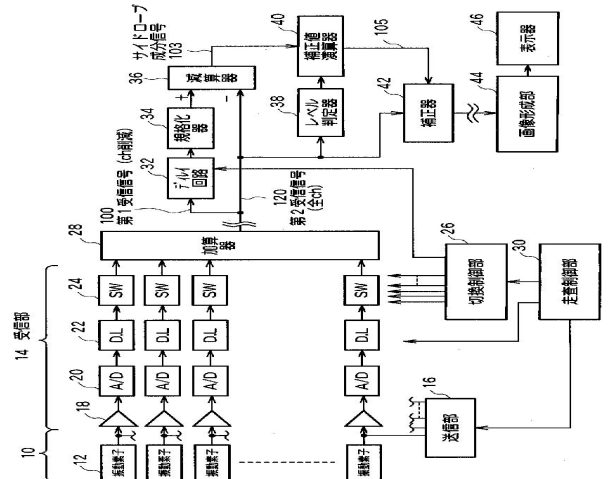 14 受信部
10
12
振動素子
振動素子
振動素子
振動素子
18
20
A/D
A/D
A/D
A/D
22
D.L
D.L
D.L
D.L
24
SW
SW
SW
SW
28
加算器
100
第1受信信号 (ch削減)
120
第2受信信号
(全ch)
32
ディレイ
回路
34
規格化
器
+
-
36
減算器
サイドローブ
成分信号
103
38
レベル
判定器
40
補正値
演算器
105
42
補正器
44
画像形成部
46
表示器
16
送信部
26
切換制御部
30
走査制御部